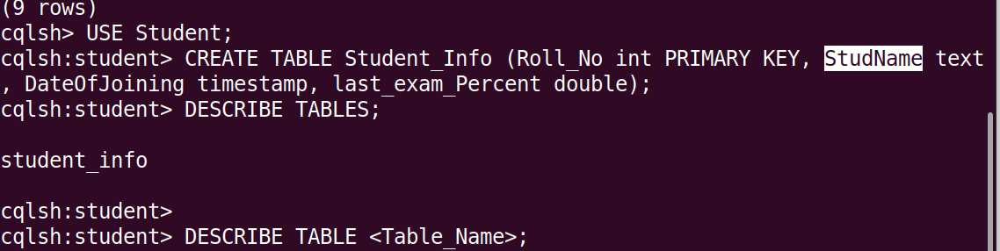 (9 rows)
cqlsh> USE Student;
cqlsh:student> CREATE TABLE Student_Info (Roll_No int PRIMARY KEY, StudName text
, DateOfJoining timestamp, last_exam_Percent double);
cqlsh:student> DESCRIBE TABLES;
student_info
cqlsh:student>
cqlsh:student> DESCRIBE TABLE <Table_Name>;